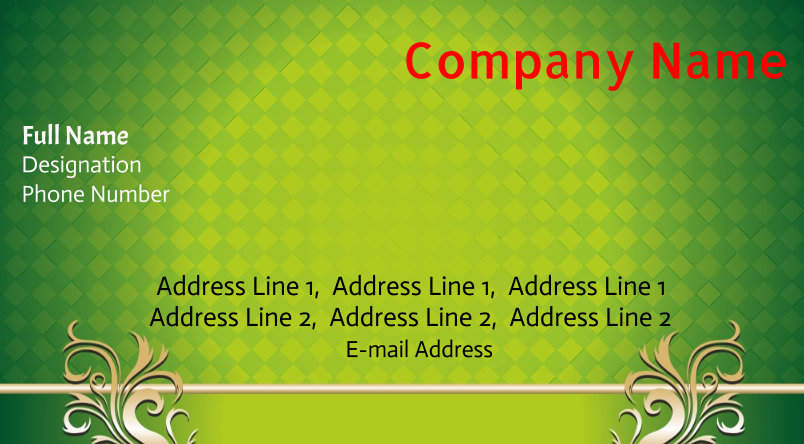 Company Name
Full Name
Designation
Phone Number
Address Line 1,  Address Line 1,  Address Line 1
Address Line 2,  Address Line 2,  Address Line 2
E-mail Address